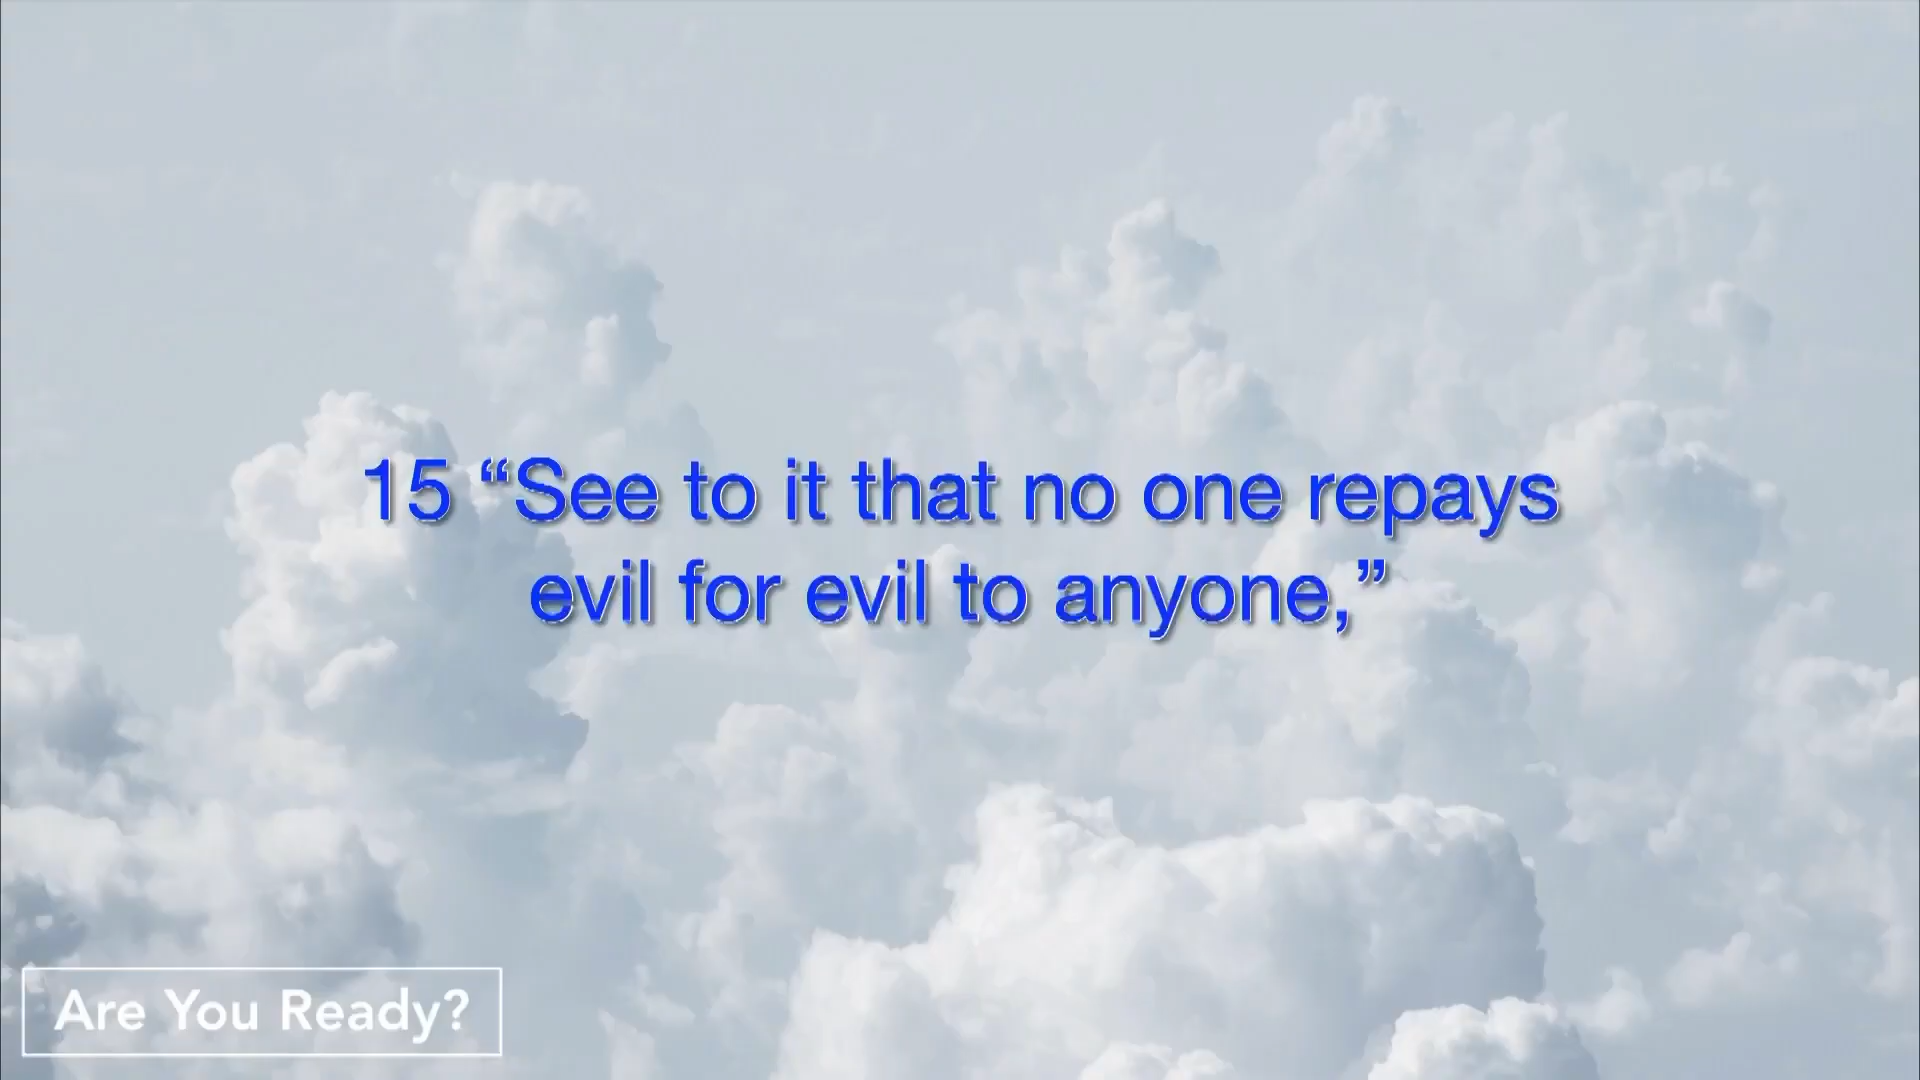 15 “See to it that no one repays
evil for evil to anyone,”
Are You Ready?